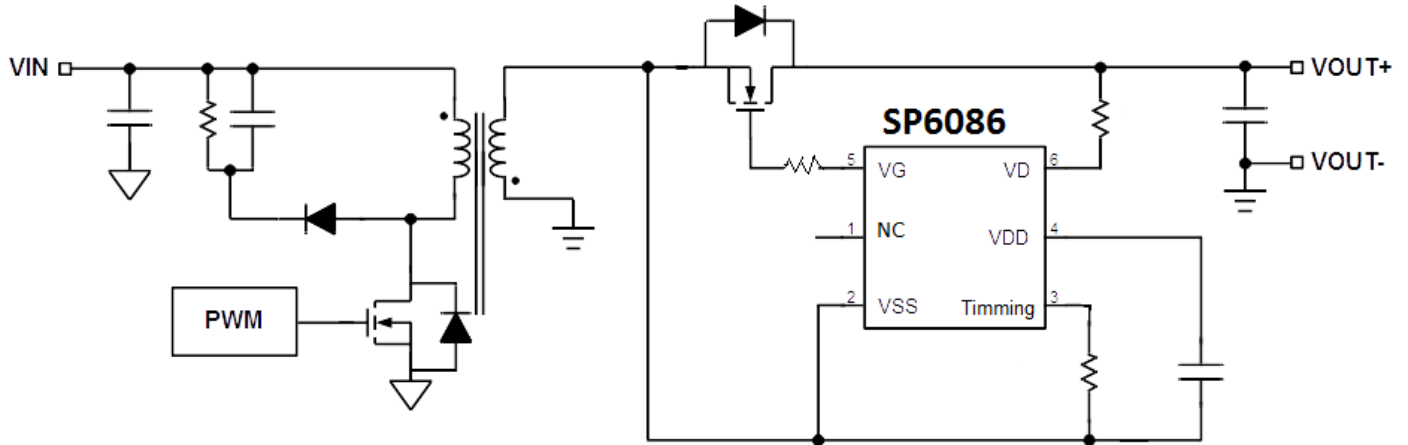 VIN
VOUT+
SP6086
5
VG
VD
6
VOUT-
1
NC
VDD
4
PWM
2
VSS
Timming
3